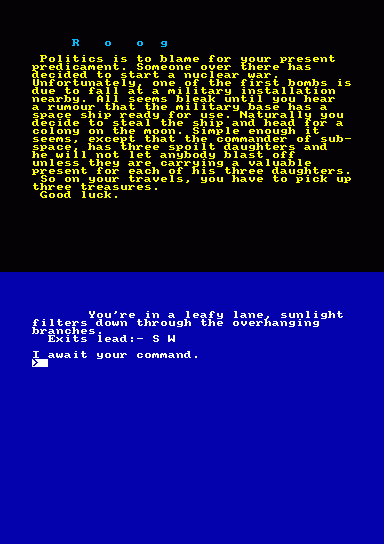 R o o g
Politics is to blame for your present
predicament. Someone over there has
decided to start a nuclear war.
Unfortunately, one of the first bombs is
due to fall at a military installation
nearby. All seems bleak until you hear
a rumour that the military base has a
space ship ready for use. Naturally you
decide to steal the ship and head for a
colony on the moon. Simple enough it
seems, except that the commander of sub-
space, has three spoilt daughters and
he will not let anybody blast off
unless they are carrying a valuable
present for each of his three daughters.
So on your travels, you have to pick up
three treasures.
Good luck.
You're in a leafy lane, sunlight
filters down through the overhanging
branches.
Exits lead:- S W
I await your command.
>